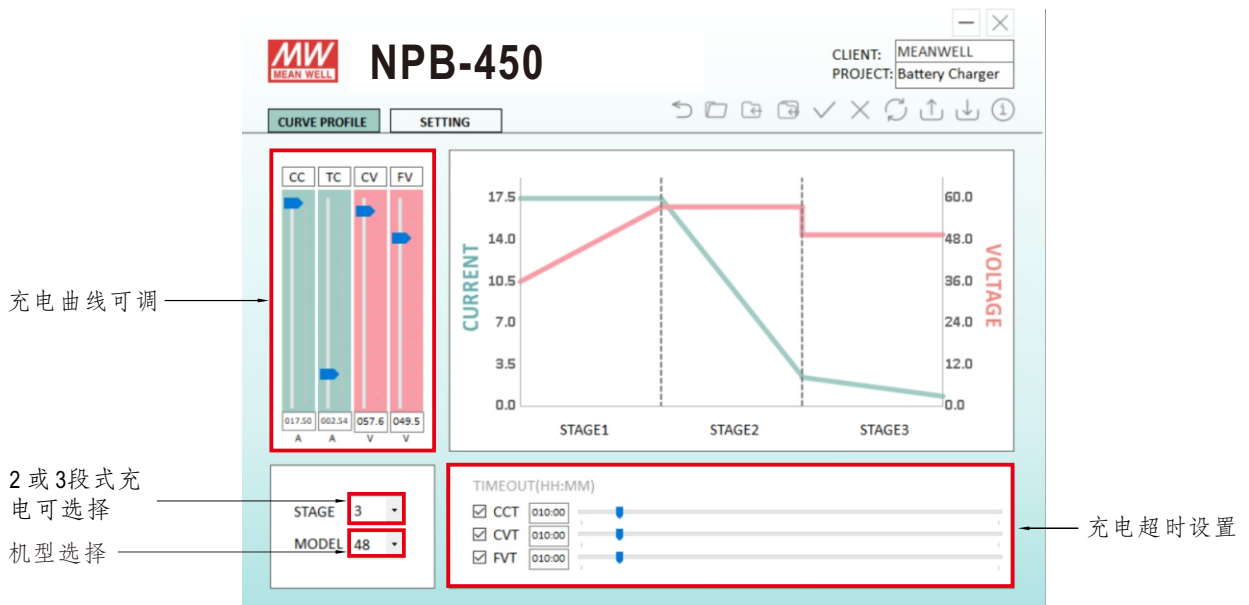 MW
MEAN WELL
NPB-450
CLIENT: MEANWELL
PROJECT: Battery Charger
CURVE PROFILE
SETTING
CC TC CV FV
017.50 002.54 057.6 049.5
A A V V
充电曲线可调
CURRENT
17.5
14.0
10.5
7.0
3.5
0.0
60.0
48.0
36.0
24.0
12.0
0.0
VOLTAGE
STAGE1 STAGE2 STAGE3
2 或 3段式充
电可选择
机型选择
STAGE 3
MODEL 48
TIMEOUT(HH:MM)
CCT 010:00
CVT 010:00
FVT 010:00
充电超时设置